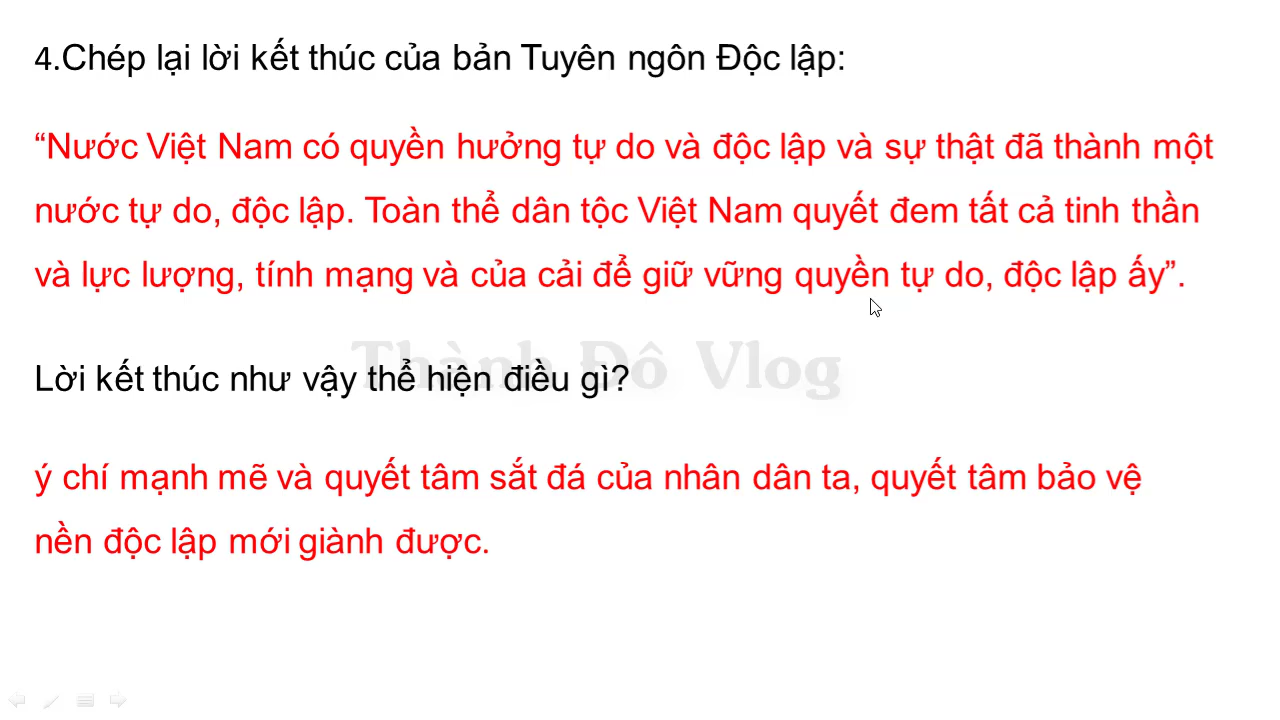 4.Chép lại lời kết thúc của bản Tuyên ngôn Độc lập:
“Nước Việt Nam có quyền hưởng tự do và độc lập và sự thật đã thành một
nước tự do, độc lập. Toàn thể dân tộc Việt Nam quyết đem tất cả tinh thần
và lực lượng, tính mạng và của cải để giữ vững quyền tự do, độc lập ấy”.
Thành Đô Vlog
Lời kết thúc như vậy thể hiện điều gì?
ý chí mạnh mẽ và quyết tâm sắt đá của nhân dân ta, quyết tâm bảo vệ
nền độc lập mới giành được.